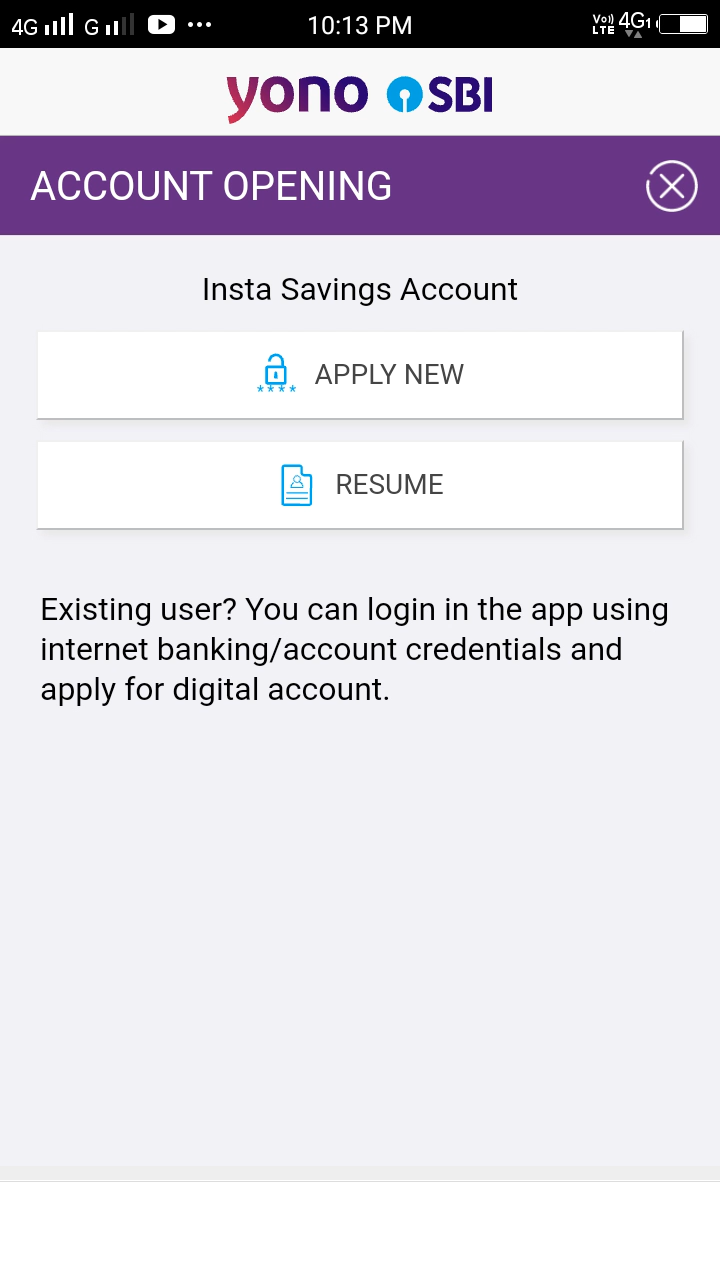 4G G ... 10:13 PM Vo)) LTE 4G1
yono SBI
ACCOUNT OPENING
Insta Savings Account
**** APPLY NEW
RESUME
Existing user? You can login in the app using
internet banking/account credentials and
apply for digital account.